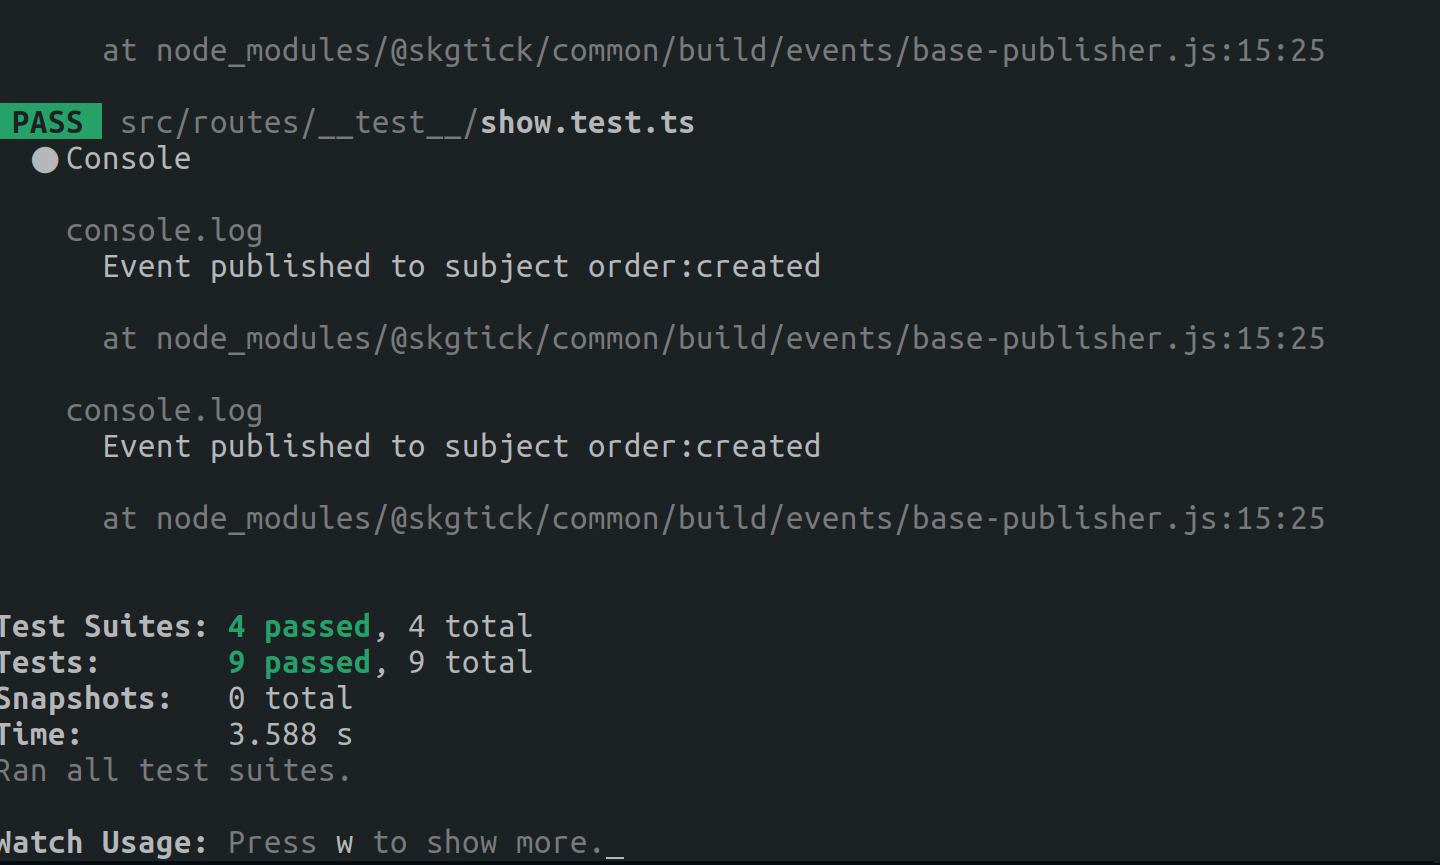 at node_modules/@skgtick/common/build/events/base-publisher.js:15:25
PASS src/routes/__test__/show.test.ts
● Console
console.log
Event published to subject order:created
at node_modules/@skgtick/common/build/events/base-publisher.js:15:25
console.log
Event published to subject order:created
at node_modules/@skgtick/common/build/events/base-publisher.js:15:25
Test Suites: 4 passed, 4 total
Tests: 9 passed, 9 total
Snapshots: 0 total
Time: 3.588 s
Ran all test suites.
Watch Usage: Press w to show more._